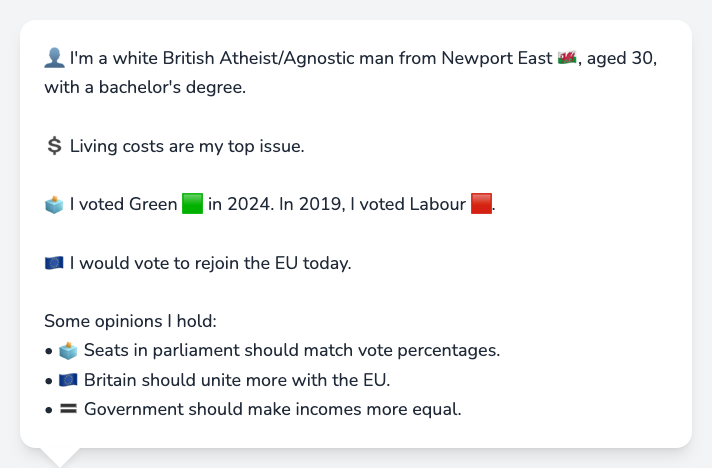 👤 I'm a white British Atheist/Agnostic man from Newport East 🏴󠁧󠁢󠁷󠁬󠁳󠁿, aged 30,
with a bachelor's degree.
💲 Living costs are my top issue.
🗳️ I voted Green 🟩 in 2024. In 2019, I voted Labour 🟥.
🇪🇺 I would vote to rejoin the EU today.
Some opinions I hold:
• 🗳️ Seats in parliament should match vote percentages.
• 🇪🇺 Britain should unite more with the EU.
• 🟰 Government should make incomes more equal.